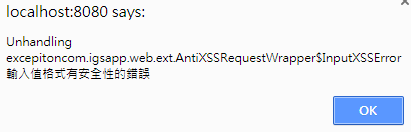 localhost:8080 says:
Unhandling
excepitoncom.igsapp.web.ext.AntiXSSRequestWrapper$InputXSSError
輸入值格式有安全性的錯誤
OK